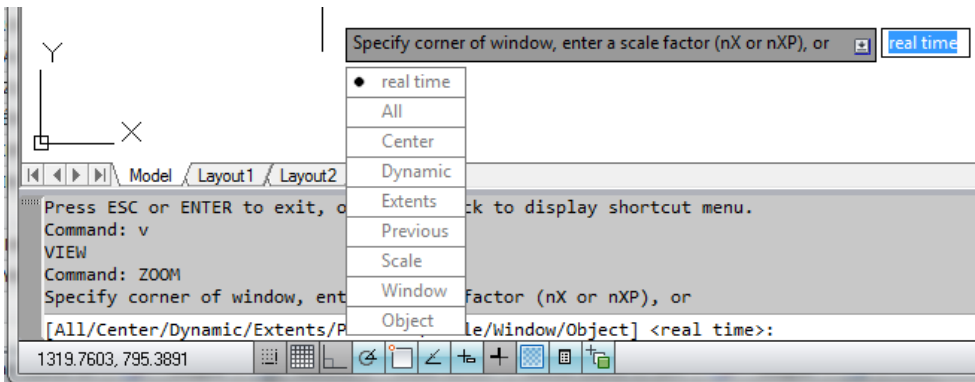 Specify corner of window, enter a scale factor (nX or nXP), or real time
Y
real time
All
Center
Dynamic
Extents
Previous
Scale
Window
Object
X
Model Layout1 Layout2
Press ESC or ENTER to exit, o ck to display shortcut menu.
Command: v
VIEW
Command: ZOOM
Specify corner of window, ent factor (nX or nXP), or
[All/Center/Dynamic/Extents/P le/Window/Object] <real time>:
1319.7603, 795.3891